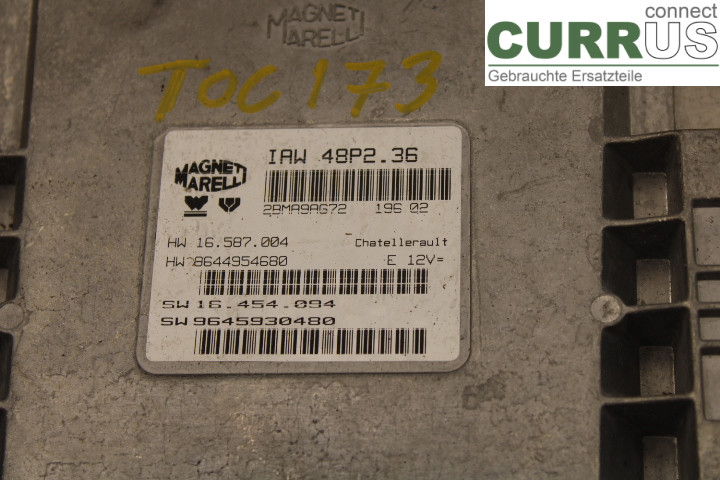 MAGNETI
MARELLI
connect
CURRUS
Gebrauchte Ersatzteile
TOC 173
MAGNETI
MARELLI
IAW 48P2.36
2BMA9AG72 196 02
HW 16.587.004 Chatellerault
HW 8644954680 E 12V=
SW 16.454.094
SW 9645930480